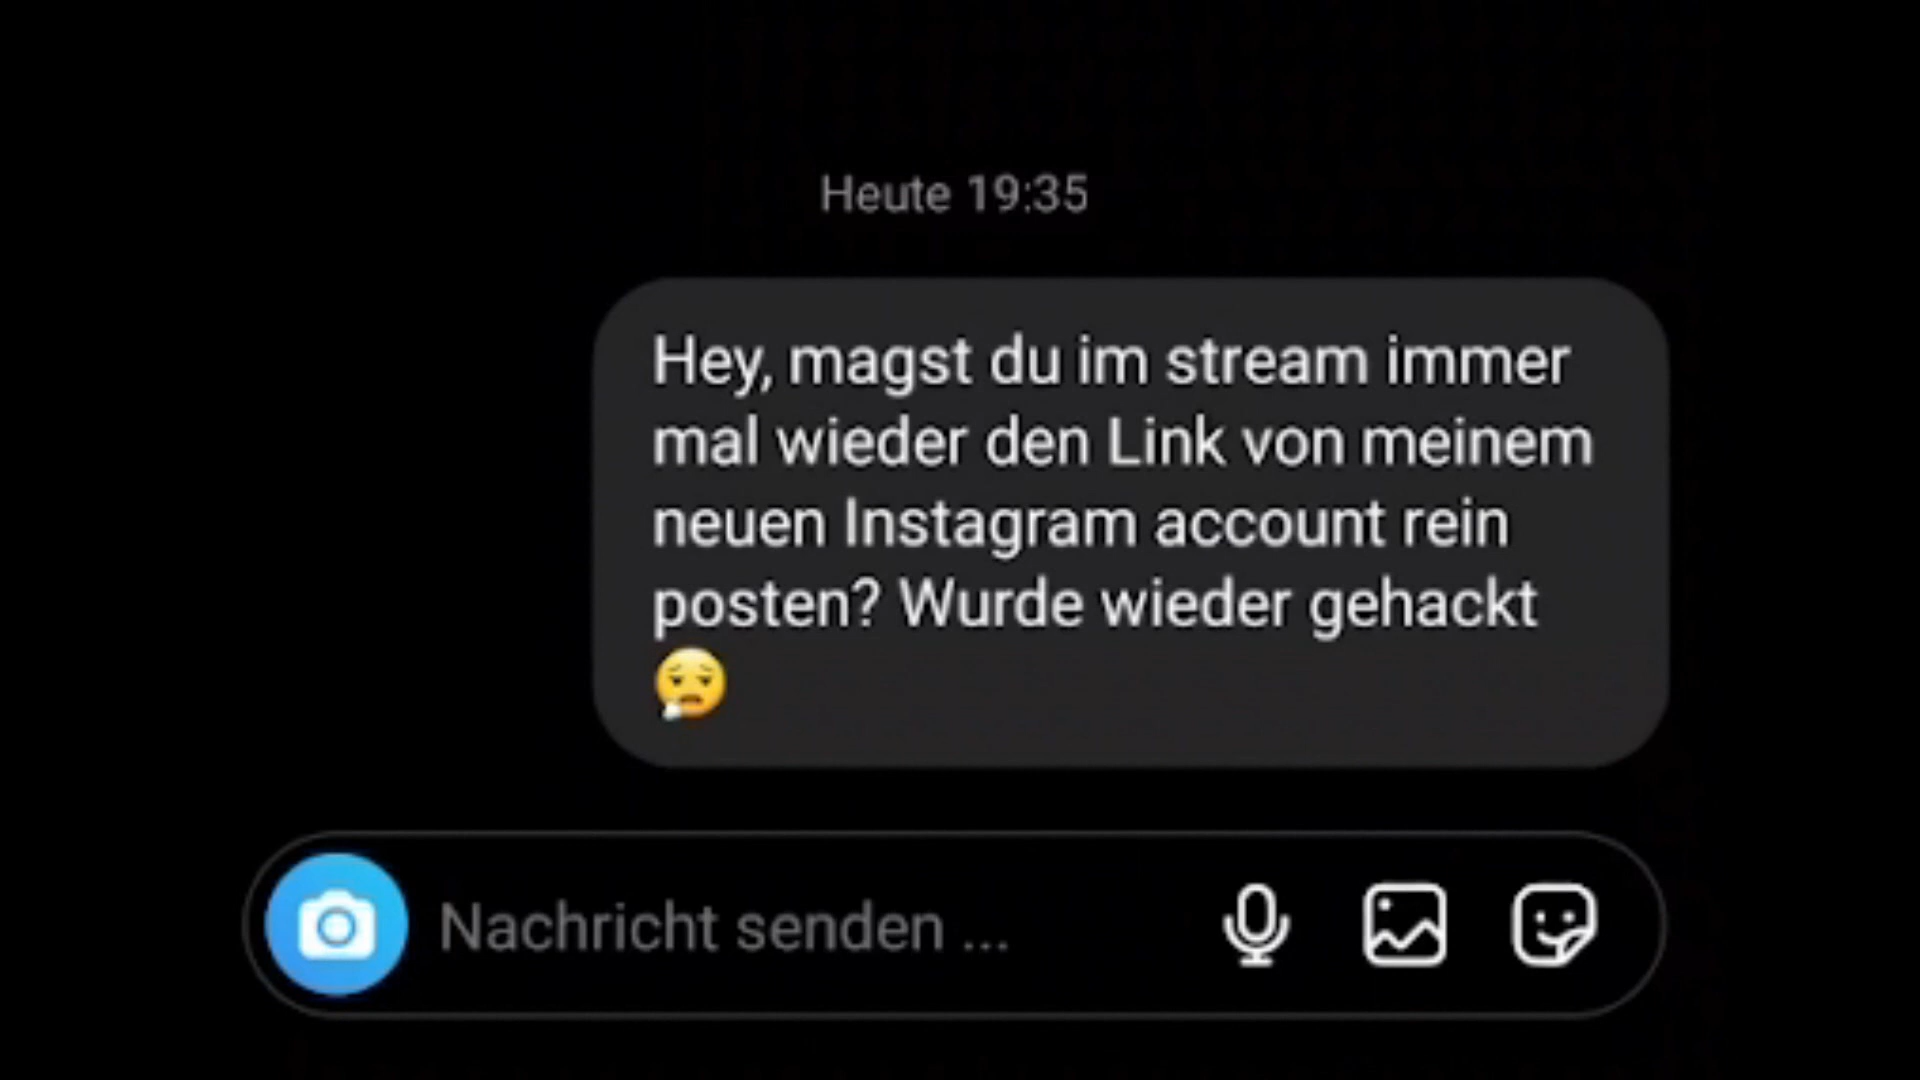 Heute 19:35
Hey, magst du im stream immer
mal wieder den Link von meinem
neuen Instagram account rein
posten? Wurde wieder gehackt
😮‍💨
Nachricht senden ...